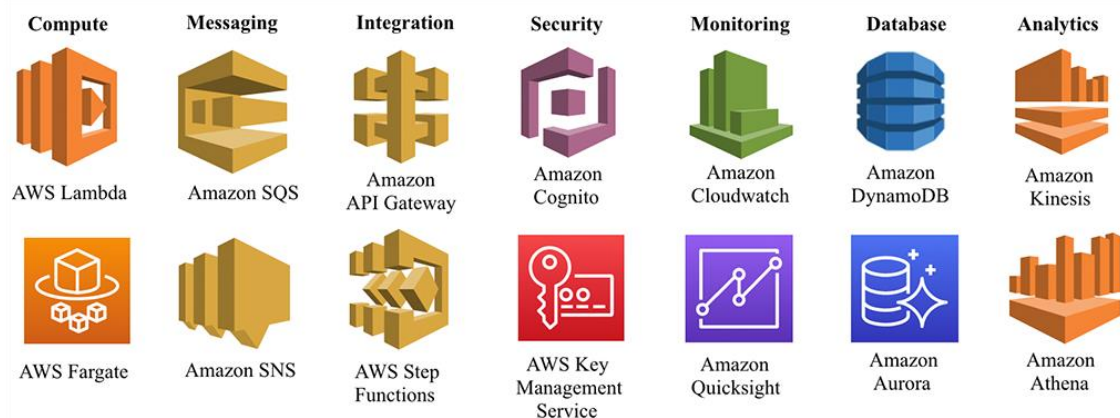 Compute
Messaging
Integration
Security
Monitoring
Database
Analytics
AWS Lambda
Amazon SQS
Amazon
API Gateway
Amazon
Cognito
Amazon
Cloudwatch
Amazon
DynamoDB
Amazon
Kinesis
AWS Fargate
Amazon SNS
AWS Step
Functions
AWS Key
Management
Service
Amazon
Quicksight
Amazon
Aurora
Amazon
Athena